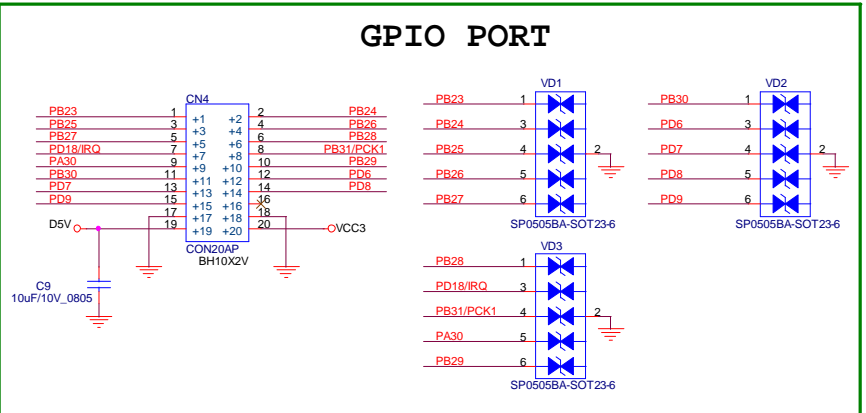 GPIO PORT
CN4
PB23 1 +1 +2 2 PB24
PB25 3 +3 +4 4 PB26
PB27 5 +5 +6 6 PB28
PD18/IRQ 7 +7 +8 8 PB31/PCK1
PA30 9 +9 +10 10 PB29
PB30 11 +11 +12 12 PD6
PD7 13 +13 +14 14 PD8
PD9 15 +15 +16 16
17 +17 +18 18
D5V 19 +19 +20 20 VCC3
CON20AP
BH10X2V
C9
10uF/10V_0805
VD1
PB23 1
PB24 3
PB25 4 2
PB26 5
PB27 6
SP0505BA-SOT23-6
VD2
PB30 1
PD6 3
PD7 4 2
PD8 5
PD9 6
SP0505BA-SOT23-6
VD3
PB28 1
PD18/IRQ 3
PB31/PCK1 4 2
PA30 5
PB29 6
SP0505BA-SOT23-6